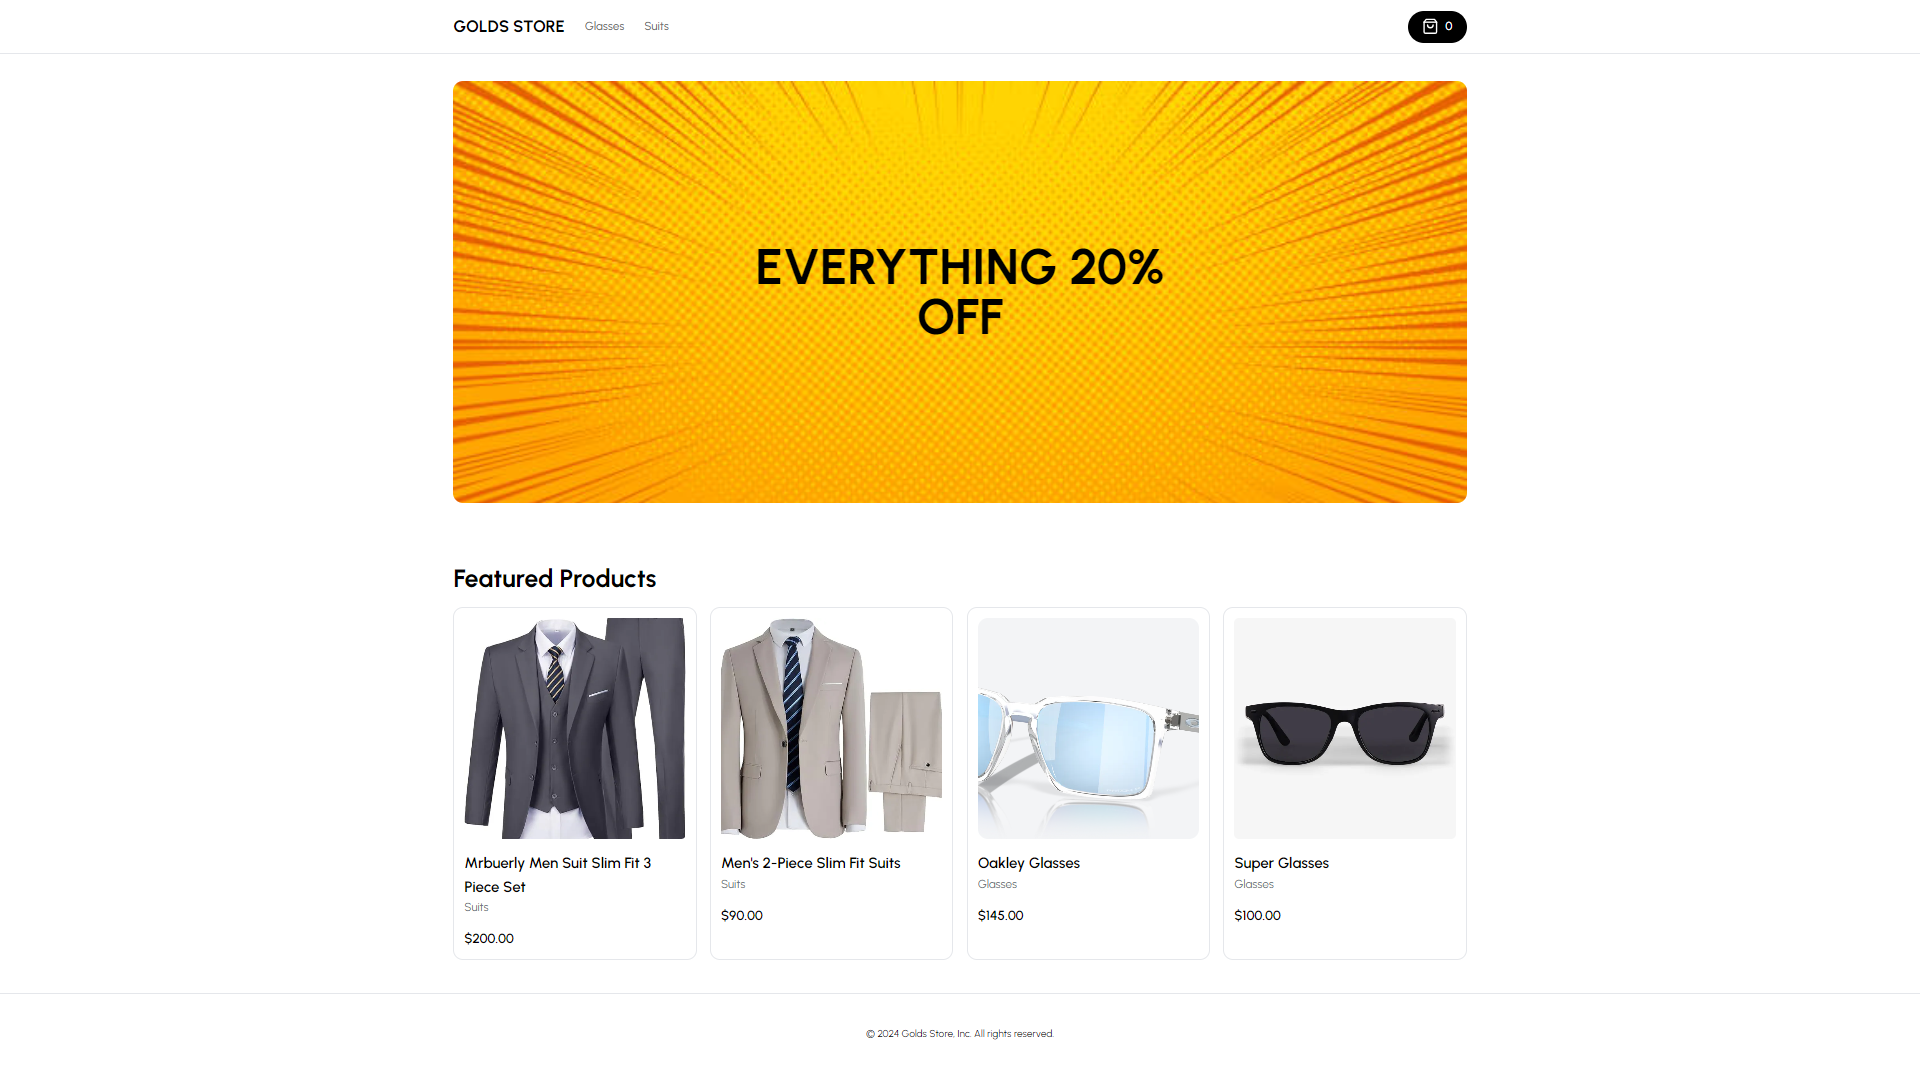 GOLDS STORE
Glasses
Suits
0
EVERYTHING 20%
OFF
Featured Products
Mrbuerly Men Suit Slim Fit 3
Piece Set
Suits
$200.00
Men's 2-Piece Slim Fit Suits
Suits
$90.00
Oakley Glasses
Glasses
$145.00
Super Glasses
Glasses
$100.00
© 2024 Golds Store, Inc. All rights reserved.